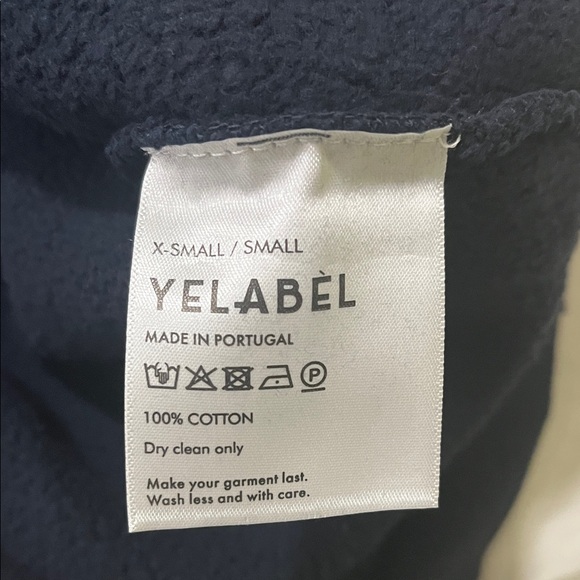 X-SMALL / SMALL
YELABÈL
MADE IN PORTUGAL
P
100% COTTON
Dry clean only
Make your garment last.
Wash less and with care.